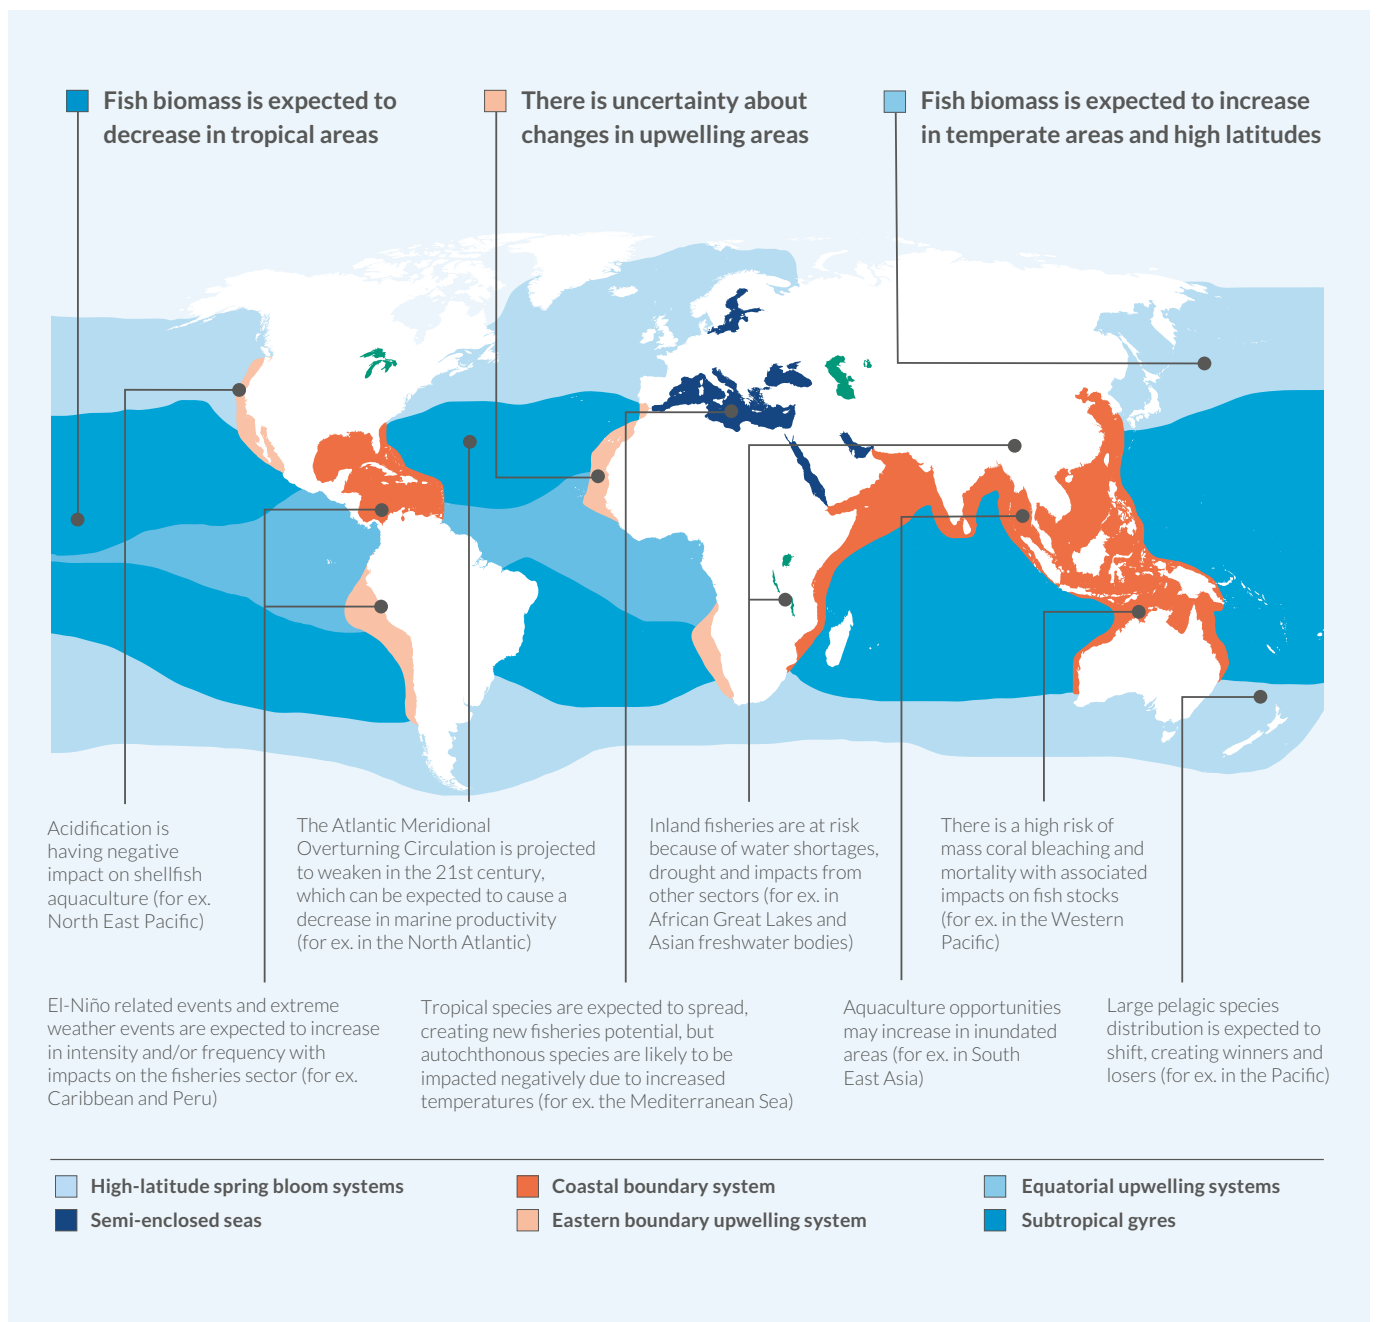 Fish biomass is expected to
decrease in tropical areas
There is uncertainty about
changes in upwelling areas
Fish biomass is expected to increase
in temperate areas and high latitudes
Acidification is
having negative
impact on shellfish
aquaculture (for ex.
North East Pacific)
The Atlantic Meridional
Overturning Circulation is projected
to weaken in the 21st century,
which can be expected to cause a
decrease in marine productivity
(for ex. in the North Atlantic)
Inland fisheries are at risk
because of water shortages,
drought and impacts from
other sectors (for ex. in
African Great Lakes and
Asian freshwater bodies)
There is a high risk of
mass coral bleaching and
mortality with associated
impacts on fish stocks
(for ex. in the Western
Pacific)
El-Niño related events and extreme
weather events are expected to increase
in intensity and/or frequency with
impacts on the fisheries sector (for ex.
Caribbean and Peru)
Tropical species are expected to spread,
creating new fisheries potential, but
autochthonous species are likely to be
impacted negatively due to increased
temperatures (for ex. the Mediterranean Sea)
Aquaculture opportunities
may increase in inundated
areas (for ex. in South
East Asia)
Large pelagic species
distribution is expected to
shift, creating winners and
losers (for ex. in the Pacific)
High-latitude spring bloom systems
Semi-enclosed seas
Coastal boundary system
Eastern boundary upwelling system
Equatorial upwelling systems
Subtropical gyres